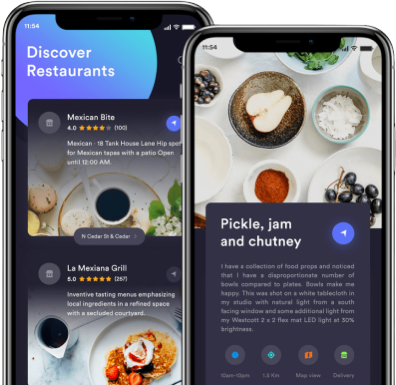 11:54
Discover
Restaurants
Mexican Bite
4.0 (100)
Mexican · 18 Tank House Lane Hip spot
for Mexican tapas with a patio Open
until 12:00 AM.
N Cedar St & Cedar
La Mexiana Grill
5.0 (257)
Inventive tasting menus emphasizing
local ingredients in a refined space
with a secluded courtyard.
11:54
Pickle, jam
and chutney
I have a collection of food props and noticed
that I have a disproportionate number of
bowls compared to plates. Bowls make me
happy. This was shot on a white tablecloth in
my studio with natural light from a south
facing window and some additional light from
my Westcott 2 x 2 flex mat LED light at 30%
brightness.
10am-10pm
1.5 Km
Map view
Delivery